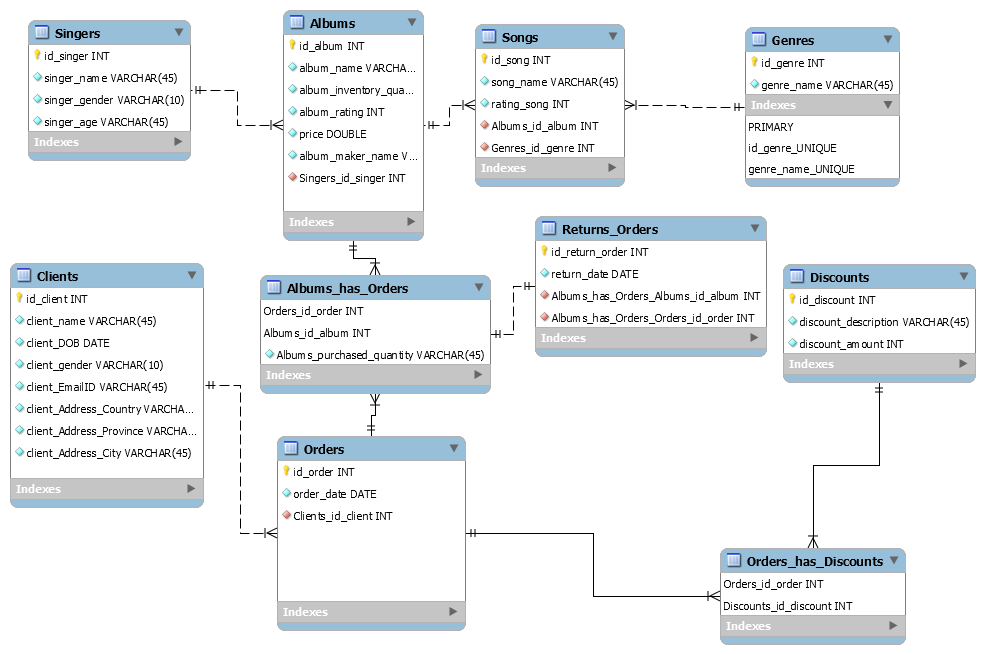 Singers
id_singer INT
singer_name VARCHAR(45)
singer_gender VARCHAR(10)
singer_age VARCHAR(45)
Indexes
Albums
id_album INT
album_name VARCHA...
album_inventory_qua...
album_rating INT
price DOUBLE
album_maker_name V...
Singers_id_singer INT
Indexes
Songs
id_song INT
song_name VARCHAR(45)
rating_song INT
Albums_id_album INT
Genres_id_genre INT
Indexes
Genres
id_genre INT
genre_name VARCHAR(45)
Indexes
PRIMARY
id_genre_UNIQUE
genre_name_UNIQUE
Clients
id_client INT
client_name VARCHAR(45)
client_DOB DATE
client_gender VARCHAR(10)
client_EmailID VARCHAR(45)
client_Address_Country VARCHA...
client_Address_Province VARCHA...
client_Address_City VARCHAR(45)
Indexes
Albums_has_Orders
Orders_id_order INT
Albums_id_album INT
Albums_purchased_quantity VARCHAR(45)
Indexes
Returns_Orders
id_return_order INT
return_date DATE
Albums_has_Orders_Albums_id_album INT
Albums_has_Orders_Orders_id_order INT
Indexes
Discounts
id_discount INT
discount_description VARCHAR(45)
discount_amount INT
Indexes
Orders
id_order INT
order_date DATE
Clients_id_client INT
Indexes
Orders_has_Discounts
Orders_id_order INT
Discounts_id_discount INT
Indexes